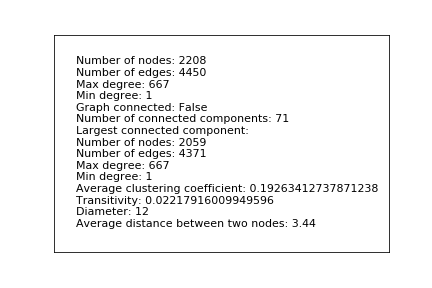 Number of nodes: 2208
Number of edges: 4450
Max degree: 667
Min degree: 1
Graph connected: False
Number of connected components: 71
Largest connected component:
Number of nodes: 2059
Number of edges: 4371
Max degree: 667
Min degree: 1
Average clustering coefficient: 0.19263412737871238
Transitivity: 0.02217916009949596
Diameter: 12
Average distance between two nodes: 3.44